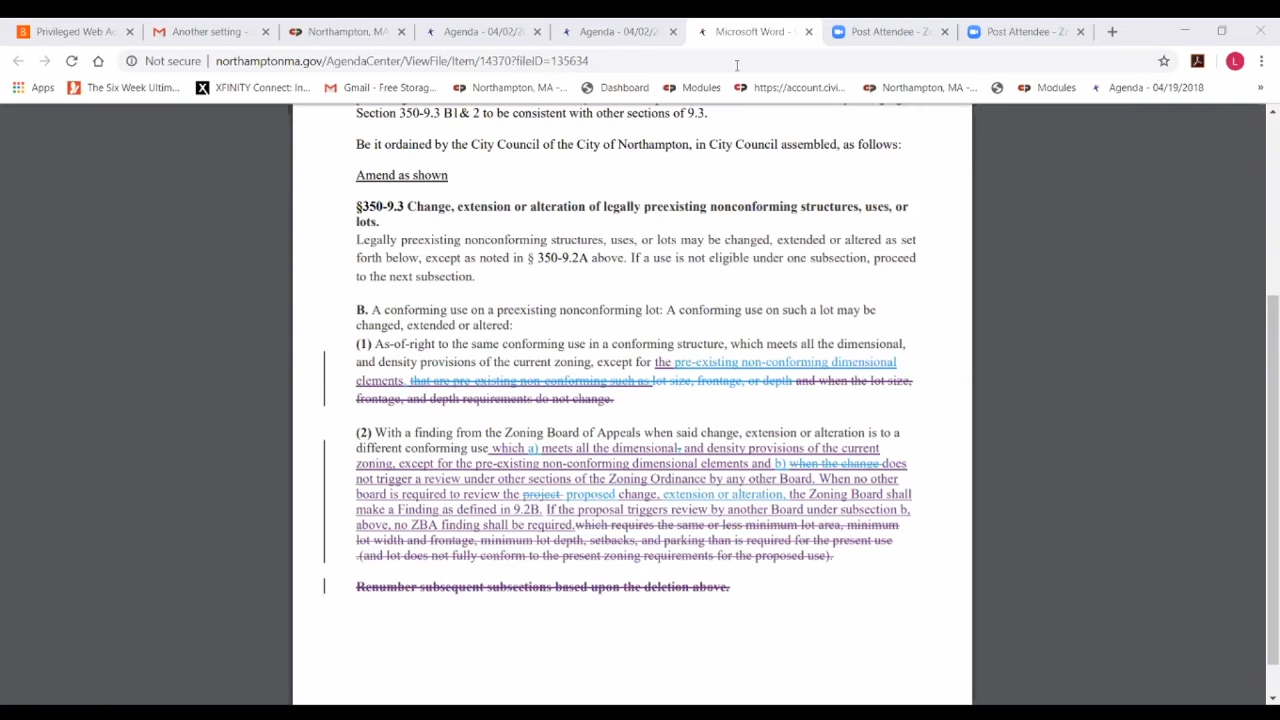 Privileged Web Ac
Another setting -
Northampton, MA
Agenda - 04/02/2
Agenda - 04/02/2
Microsoft Word -
Post Attendee - Zo
Post Attendee - Zo
Not secure
northamptonma.gov/AgendaCenter/ViewFile/Item/14370?fileID=135634
L
Apps
The Six Week Ultim...
XFINITY Connect: In...
Gmail - Free Storag...
Northampton, MA -...
Dashboard
Modules
https://account.civi...
Northampton, MA -...
Modules
Agenda - 04/19/2018
»
Section 350-9.3 B1& 2 to be consistent with other sections of 9.3.
Be it ordained by the City Council of the City of Northampton, in City Council assembled, as follows:
Amend as shown
§350-9.3 Change, extension or alteration of legally preexisting nonconforming structures, uses, or
lots.
Legally preexisting nonconforming structures, uses, or lots may be changed, extended or altered as set
forth below, except as noted in § 350-9.2A above. If a use is not eligible under one subsection, proceed
to the next subsection.
B. A conforming use on a preexisting nonconforming lot: A conforming use on such a lot may be
changed, extended or altered:
(1) As-of-right to the same conforming use in a conforming structure, which meets all the dimensional,
and density provisions of the current zoning, except for the pre-existing non-conforming dimensional
elements. that are pre-existing non-conforming such as lot size, frontage, or depth and when the lot size,
frontage, and depth requirements do not change.
(2) With a finding from the Zoning Board of Appeals when said change, extension or alteration is to a
different conforming use which a) meets all the dimensional, and density provisions of the current
zoning, except for the pre-existing non-conforming dimensional elements and b) when the change does
not trigger a review under other sections of the Zoning Ordinance by any other Board. When no other
board is required to review the project proposed change, extension or alteration, the Zoning Board shall
make a Finding as defined in 9.2B. If the proposal triggers review by another Board under subsection b,
above, no ZBA finding shall be required.which requires the same or less minimum lot area, minimum
lot width and frontage, minimum lot depth, setbacks, and parking than is required for the present use
.(and lot does not fully conform to the present zoning requirements for the proposed use).
Renumber subsequent subsections based upon the deletion above.